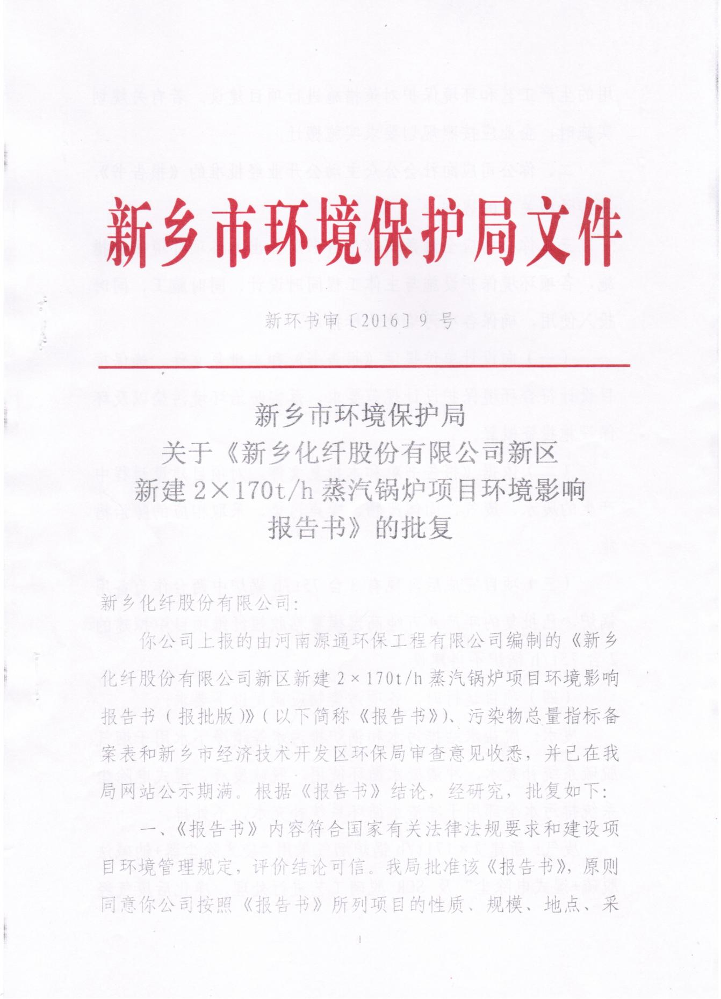 新乡市环境保护局文件
新环书审〔2016〕9 号
新乡市环境保护局
关于《新乡化纤股份有限公司新区
新建 2×170t/h 蒸汽锅炉项目环境影响
报告书》的批复
新乡化纤股份有限公司：
你公司上报的由河南源通环保工程有限公司编制的《新乡
化纤股份有限公司新区新建 2×170t/h 蒸汽锅炉项目环境影响
报告书（报批版）》（以下简称《报告书》）、污染物总量指标备
案表和新乡市经济技术开发区环保局审查意见收悉，并已在我
局网站公示期满。根据《报告书》结论，经研究，批复如下：
一、《报告书》内容符合国家有关法律法规要求和建设项
目环境管理规定，评价结论可信。我局批准该《报告书》，原则
同意你公司按照《报告书》所列项目的性质、规模、地点、采
1